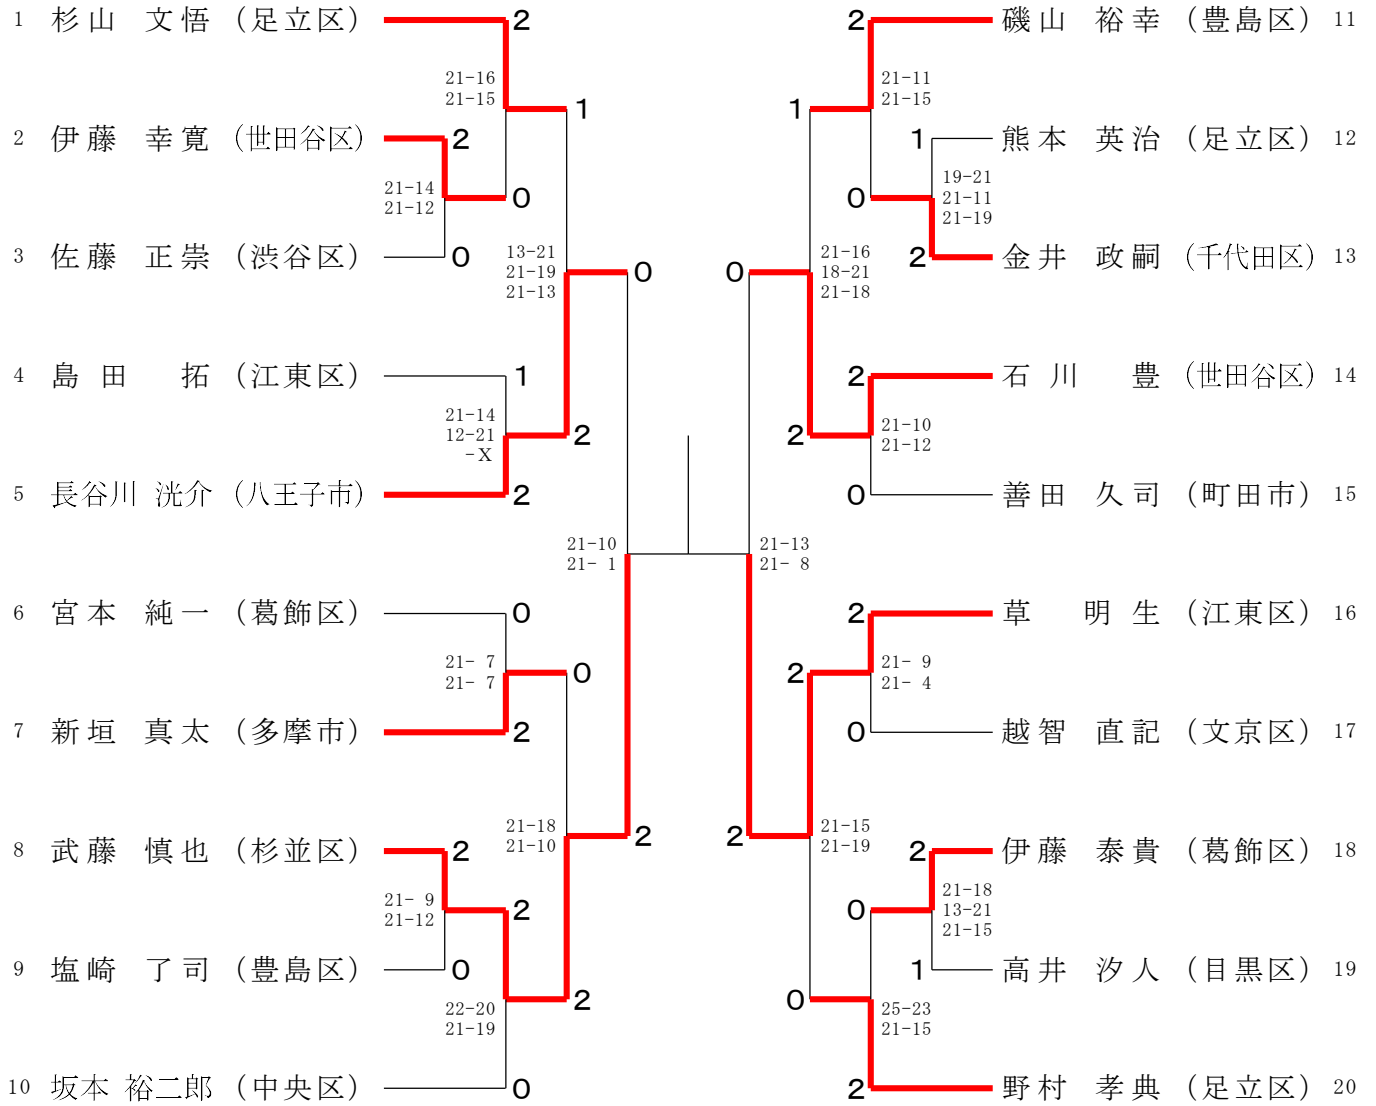 1 杉山 文悟 (足立区) 2
2 磯山 裕幸 (豊島区) 11
21-16
21-15
1
21-11
21-15
1
2 伊藤 幸寛 (世田谷区) 2
1 熊本 英治 (足立区) 12
21-14
21-12
0
19-21
21-11
21-19
0
3 佐藤 正崇 (渋谷区) 0
2 金井 政嗣 (千代田区) 13
13-21
21-19
21-13
0
21-16
18-21
21-18
0
4 島田 拓 (江東区) 1
2 石川 豊 (世田谷区) 14
21-14
12-21
-X
2
21-10
21-12
2
5 長谷川 洸介 (八王子市) 2
0 善田 久司 (町田市) 15
21-10
21- 1
21-13
21- 8
6 宮本 純一 (葛飾区) 0
2 草 明生 (江東区) 16
21- 7
21- 7
0
21- 9
21- 4
2
7 新垣 真太 (多摩市) 2
0 越智 直記 (文京区) 17
21-18
21-10
2
21-15
21-19
2
8 武藤 慎也 (杉並区) 2
2 伊藤 泰貴 (葛飾区) 18
21- 9
21-12
2
21-18
13-21
21-15
0
9 塩崎 了司 (豊島区) 0
1 高井 汐人 (目黒区) 19
22-20
21-19
2
25-23
21-15
0
10 坂本 裕二郎 (中央区) 0
2 野村 孝典 (足立区) 20